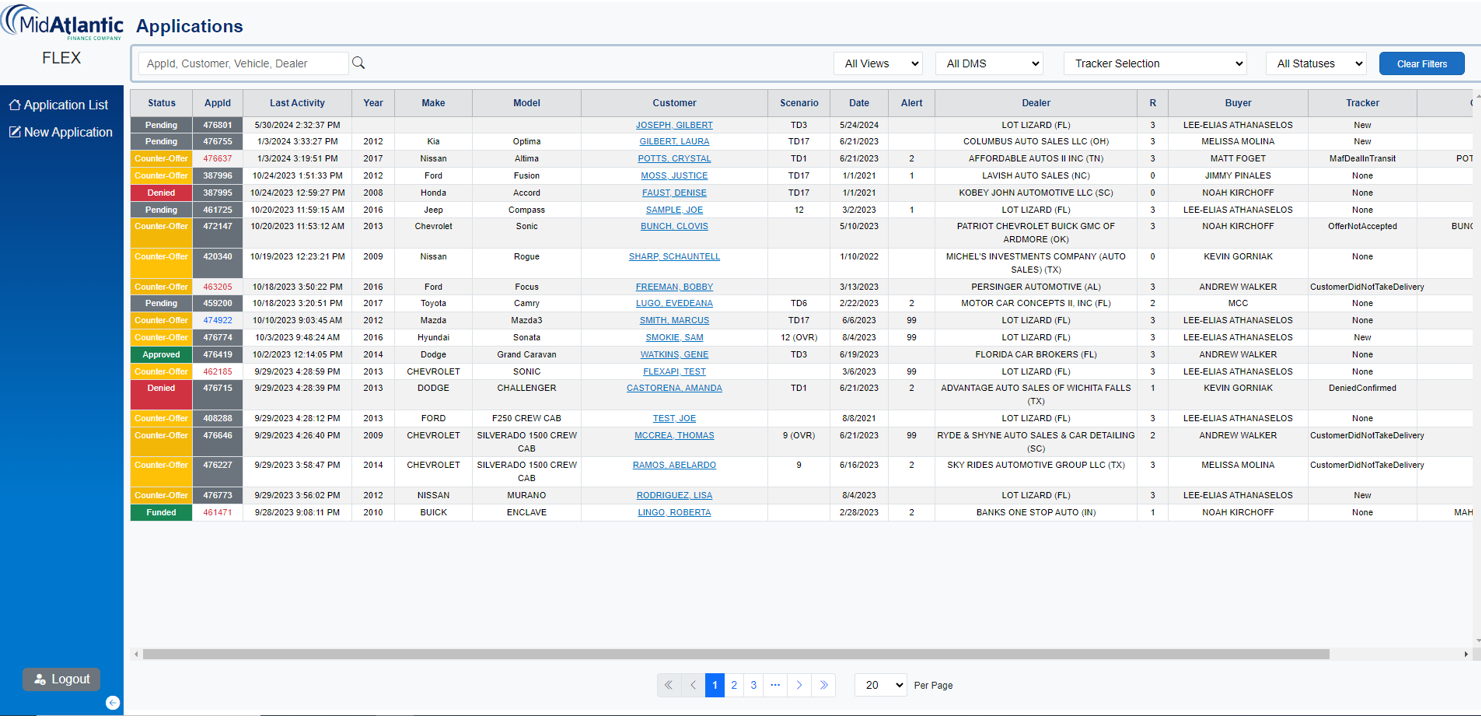 MidAtlantic
FINANCE COMPANY
Applications
FLEX
AppId, Customer, Vehicle, Dealer
All Views
All DMS
Tracker Selection
All Statuses
Clear Filters
Application List
New Application
Status AppId Last Activity Year Make Model Customer Scenario Date Alert Dealer R Buyer Tracker
Pending 476801 5/30/2024 2:32:37 PM JOSEPH, GILBERT TD3 5/24/2024 LOT LIZARD (FL) 3 LEE-ELIAS ATHANASELOS New
Pending 476755 1/3/2024 3:33:27 PM 2012 Kia Optima GILBERT, LAURA TD17 6/21/2023 COLUMBUS AUTO SALES LLC (OH) 3 MELISSA MOLINA New
Counter-Offer 476637 1/3/2024 3:19:51 PM 2017 Nissan Altima POTTS, CRYSTAL TD1 6/21/2023 2 AFFORDABLE AUTOS II INC (TN) 3 MATT FOGET MafDealInTransit POT
Counter-Offer 387996 10/24/2023 1:51:33 PM 2012 Ford Fusion MOSS, JUSTICE TD17 1/1/2021 1 LAVISH AUTO SALES (NC) 0 JIMMY PINALES None
Denied 387995 10/24/2023 12:59:27 PM 2008 Honda Accord FAUST, DENISE TD17 1/1/2021 KOBEY JOHN AUTOMOTIVE LLC (SC) 0 NOAH KIRCHOFF None
Pending 461725 10/20/2023 11:59:15 AM 2016 Jeep Compass SAMPLE, JOE 12 3/2/2023 1 LOT LIZARD (FL) 3 LEE-ELIAS ATHANASELOS None
Counter-Offer 472147 10/20/2023 11:53:12 AM 2013 Chevrolet Sonic BUNCH, CLOVIS 5/10/2023 PATRIOT CHEVROLET BUICK GMC OF 3 NOAH KIRCHOFF OfferNotAccepted BUNC
ARDMORE (OK)
Counter-Offer 420340 10/19/2023 12:23:21 PM 2009 Nissan Rogue SHARP, SCHAUNTELL 1/10/2022 MICHEL'S INVESTMENTS COMPANY (AUTO 0 KEVIN GORNIAK None
SALES) (TX)
Counter-Offer 463205 10/18/2023 3:50:22 PM 2016 Ford Focus FREEMAN, BOBBY 3/13/2023 PERSINGER AUTOMOTIVE (AL) 3 ANDREW WALKER CustomerDidNotTakeDelivery
Pending 459200 10/18/2023 3:20:51 PM 2017 Toyota Camry LUGO, EVEDEANA TD6 2/22/2023 2 MOTOR CAR CONCEPTS II, INC (FL) 2 MCC None
Counter-Offer 474922 10/10/2023 9:03:45 AM 2012 Mazda Mazda3 SMITH, MARCUS TD17 6/6/2023 99 LOT LIZARD (FL) 3 LEE-ELIAS ATHANASELOS None
Counter-Offer 476774 10/3/2023 9:48:24 AM 2016 Hyundai Sonata SMOKIE, SAM 12 (OVR) 8/4/2023 99 LOT LIZARD (FL) 3 LEE-ELIAS ATHANASELOS New
Approved 476419 10/2/2023 12:14:05 PM 2014 Dodge Grand Caravan WATKINS, GENE TD3 6/19/2023 FLORIDA CAR BROKERS (FL) 3 ANDREW WALKER None
Counter-Offer 462185 9/29/2023 4:28:59 PM 2013 CHEVROLET SONIC FLEXAPI, TEST 3/6/2023 99 LOT LIZARD (FL) 3 LEE-ELIAS ATHANASELOS None
Denied 476715 9/29/2023 4:28:39 PM 2013 DODGE CHALLENGER CASTORENA, AMANDA TD1 6/21/2023 2 ADVANTAGE AUTO SALES OF WICHITA FALLS 1 KEVIN GORNIAK DeniedConfirmed
(TX)
Counter-Offer 408288 9/29/2023 4:28:12 PM 2013 FORD F250 CREW CAB TEST, JOE 8/8/2021 LOT LIZARD (FL) 3 LEE-ELIAS ATHANASELOS None
Counter-Offer 476646 9/29/2023 4:26:40 PM 2009 CHEVROLET SILVERADO 1500 CREW MCCREA, THOMAS 9 (OVR) 6/21/2023 99 RYDE & SHYNE AUTO SALES & CAR DETAILING 2 ANDREW WALKER CustomerDidNotTakeDelivery
CAB (SC)
Counter-Offer 476227 9/29/2023 3:58:47 PM 2014 CHEVROLET SILVERADO 1500 CREW RAMOS, ABELARDO 9 6/16/2023 2 SKY RIDES AUTOMOTIVE GROUP LLC (TX) 3 MELISSA MOLINA CustomerDidNotTakeDelivery
CAB
Counter-Offer 476773 9/29/2023 3:56:02 PM 2012 NISSAN MURANO RODRIGUEZ, LISA 8/4/2023 LOT LIZARD (FL) 3 LEE-ELIAS ATHANASELOS New
Funded 461471 9/28/2023 9:08:11 PM 2010 BUICK ENCLAVE LINGO, ROBERTA 2/28/2023 2 BANKS ONE STOP AUTO (IN) 1 NOAH KIRCHOFF None MAH
Logout
« ‹ 1 2 3 ··· › » 20 Per Page